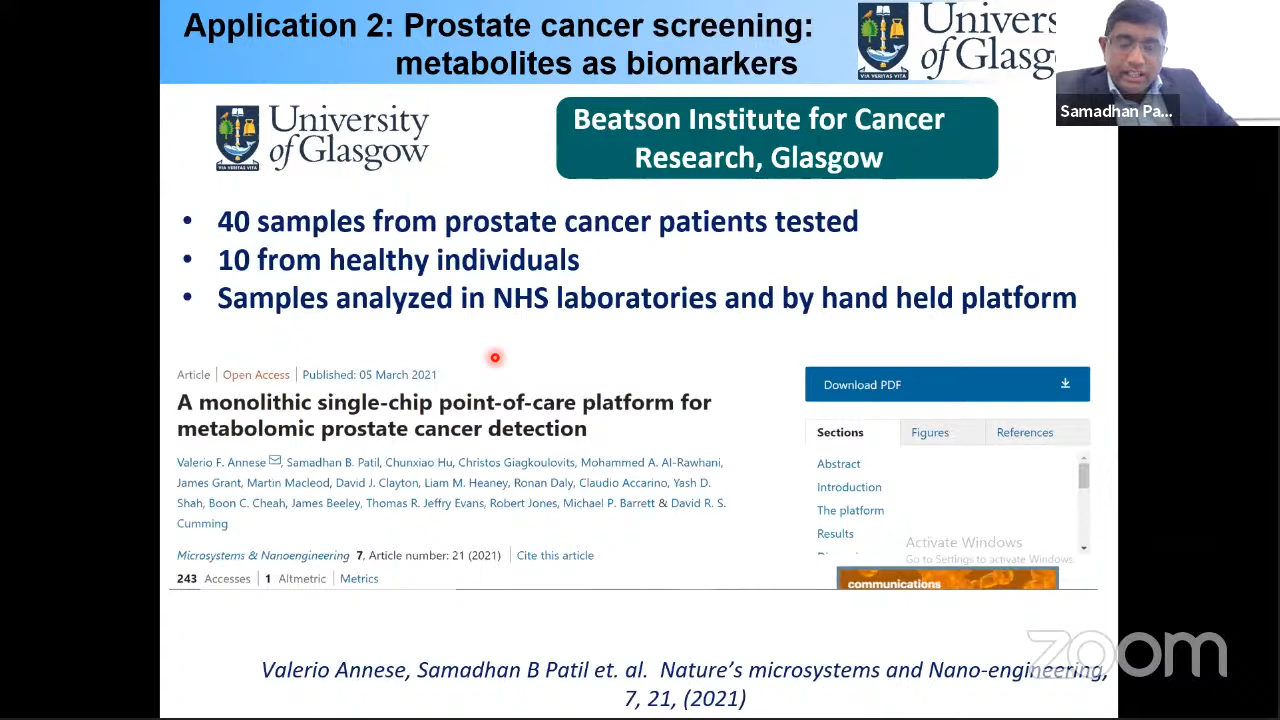 Application 2: Prostate cancer screening:
metabolites as biomarkers
University
of Glasgow
VIA VERITAS VITA
Samadhan Pa...
University
of Glasgow
VIA VERITAS VITA
Beatson Institute for Cancer
Research, Glasgow
• 40 samples from prostate cancer patients tested
• 10 from healthy individuals
• Samples analyzed in NHS laboratories and by hand held platform
Article | Open Access | Published: 05 March 2021
A monolithic single-chip point-of-care platform for
metabolomic prostate cancer detection
Valerio F. Annese, Samadhan B. Patil, Chunxiao Hu, Christos Giagkoulovits, Mohammed A. Al-Rawhani,
James Grant, Martin Macleod, David J. Clayton, Liam M. Heaney, Ronan Daly, Claudio Accarino, Yash D.
Shah, Boon C. Cheah, James Beeley, Thomas R. Jeffry Evans, Robert Jones, Michael P. Barrett & David R. S.
Cumming
Microsystems & Nanoengineering 7, Article number: 21 (2021) | Cite this article
243 Accesses | 1 Altmetric | Metrics
Download PDF
Sections Figures References
Abstract
Introduction
The platform
Results
Activate Windows
Go to Settings to activate Windows.
communications
zoom
Valerio Annese, Samadhan B Patil et. al. Nature's microsystems and Nano-engineering,
7, 21, (2021)